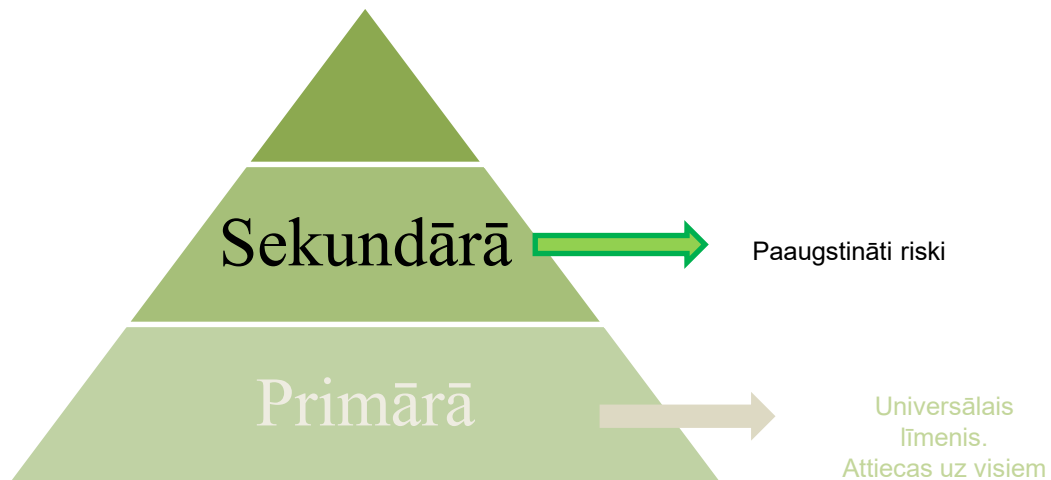 Sekundārā
Paaugstināti riski
Primārā
Universālais
līmenis.
Attiecas uz visiem